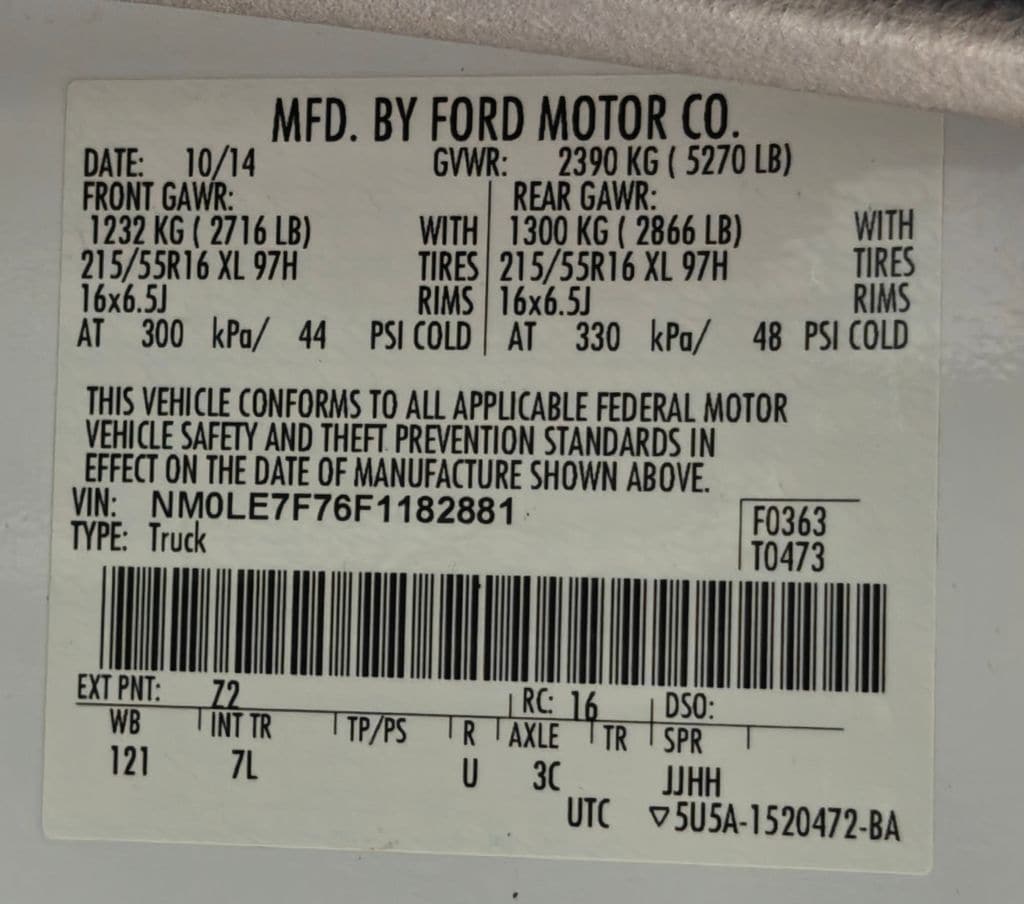 MFD. BY FORD MOTOR CO.
DATE: 10/14 GVWR: 2390 KG ( 5270 LB)
FRONT GAWR: REAR GAWR:
1232 KG ( 2716 LB) WITH 1300 KG ( 2866 LB) WITH
215/55R16 XL 97H TIRES 215/55R16 XL 97H TIRES
16x6.5J RIMS 16x6.5J RIMS
AT 300 kPa/ 44 PSI COLD AT 330 kPa/ 48 PSI COLD
THIS VEHICLE CONFORMS TO ALL APPLICABLE FEDERAL MOTOR
VEHICLE SAFETY AND THEFT PREVENTION STANDARDS IN
EFFECT ON THE DATE OF MANUFACTURE SHOWN ABOVE.
VIN: NM0LE7F76F1182881
F0363
TYPE: Truck
T0473
EXT PNT: Z2 RC: 16 DSO:
WB INT TR TP/PS R AXLE TR SPR
121 7L U 3C JJHH
UTC ▽5U5A-1520472-BA